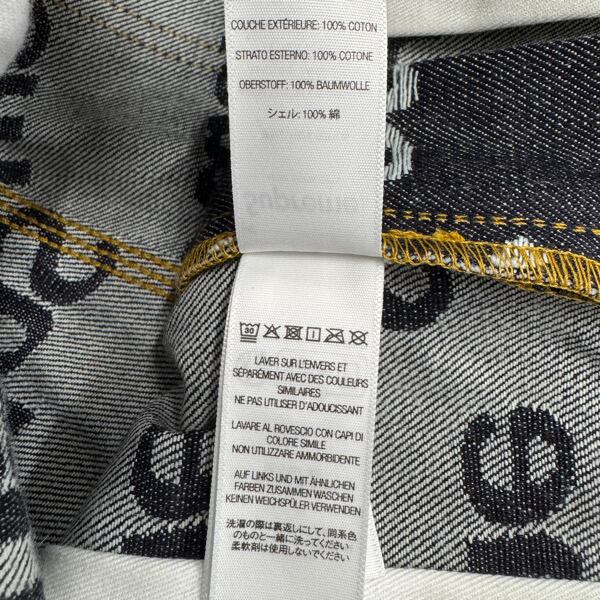 COUCHE EXTÉRIEURE: 100% COTON
STRATO ESTERNO: 100% COTONE
OBERSTOFF: 100% BAUMWOLLE
シェル: 100% 綿
Supreme
30
LAVER SUR L'ENVERS ET
SÉPARÉMENT AVEC DES COULEURS
SIMILAIRES
NE PAS UTILISER D'ADOUCISSANT
LAVARE AL ROVESCIO CON CAPI DI
COLORE SIMILE
NON UTILIZZARE AMMORBIDENTE
AUF LINKS UND MIT ÄHNLICHEN
FARBEN ZUSAMMEN WASCHEN
KEINEN WEICHSPÜLER VERWENDEN
洗濯の際は裏返しにして、同系色
のものと一緒に洗ってください
柔軟剤は使用しないでください